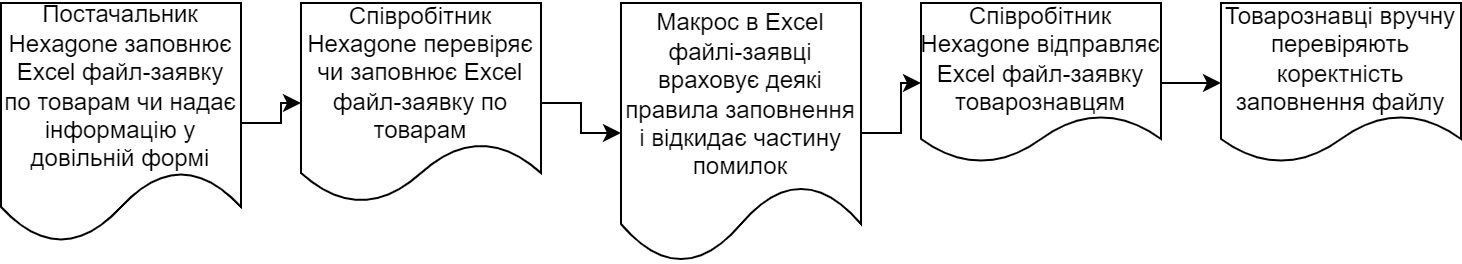 Постачальник
Hexagone заповнює
Excel файл-заявку
по товарам чи надає
інформацію у
довільній формі
Співробітник
Hexagone перевіряє
чи заповнює Excel
файл-заявку по
товарам
Макрос в Excel
файлі-заявці
враховує деякі
правила заповнення
і відкидає частину
помилок
Співробітник
Hexagone відправляє
Excel файл-заявку
товарознавцям
Товарознавці вручну
перевіряють
коректність
заповнення файлу